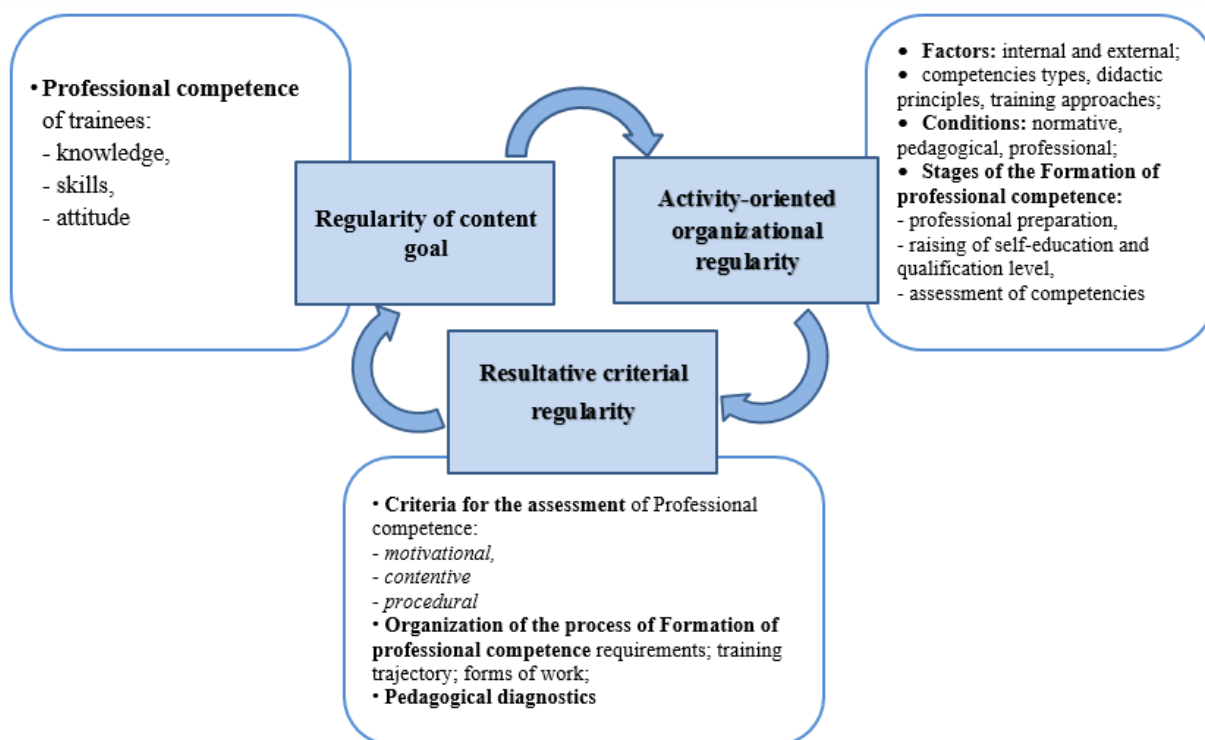 • Professional competence
of trainees:
- knowledge,
- skills,
- attitude
Regularity of content
goal
Activity-oriented
organizational
regularity
• Factors: internal and external;
• competencies types, didactic
principles, training approaches;
• Conditions: normative,
pedagogical, professional;
• Stages of the Formation of
professional competence:
- professional preparation,
- raising of self-education and
qualification level,
- assessment of competencies
Resultative criterial
regularity
• Criteria for the assessment of Professional
competence:
- motivational,
- contentive
- procedural
• Organization of the process of Formation of
professional competence requirements; training
trajectory; forms of work;
• Pedagogical diagnostics